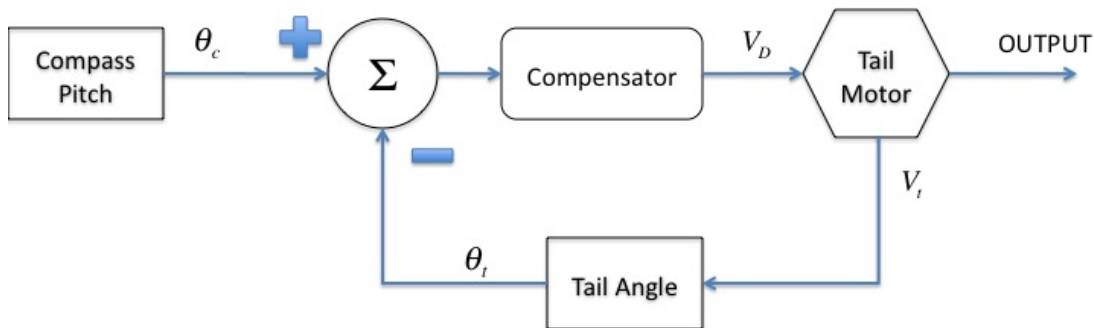 Compass
Pitch
θc
Σ
Compensator
VD
Tail
Motor
OUTPUT
Vt
θt
Tail Angle